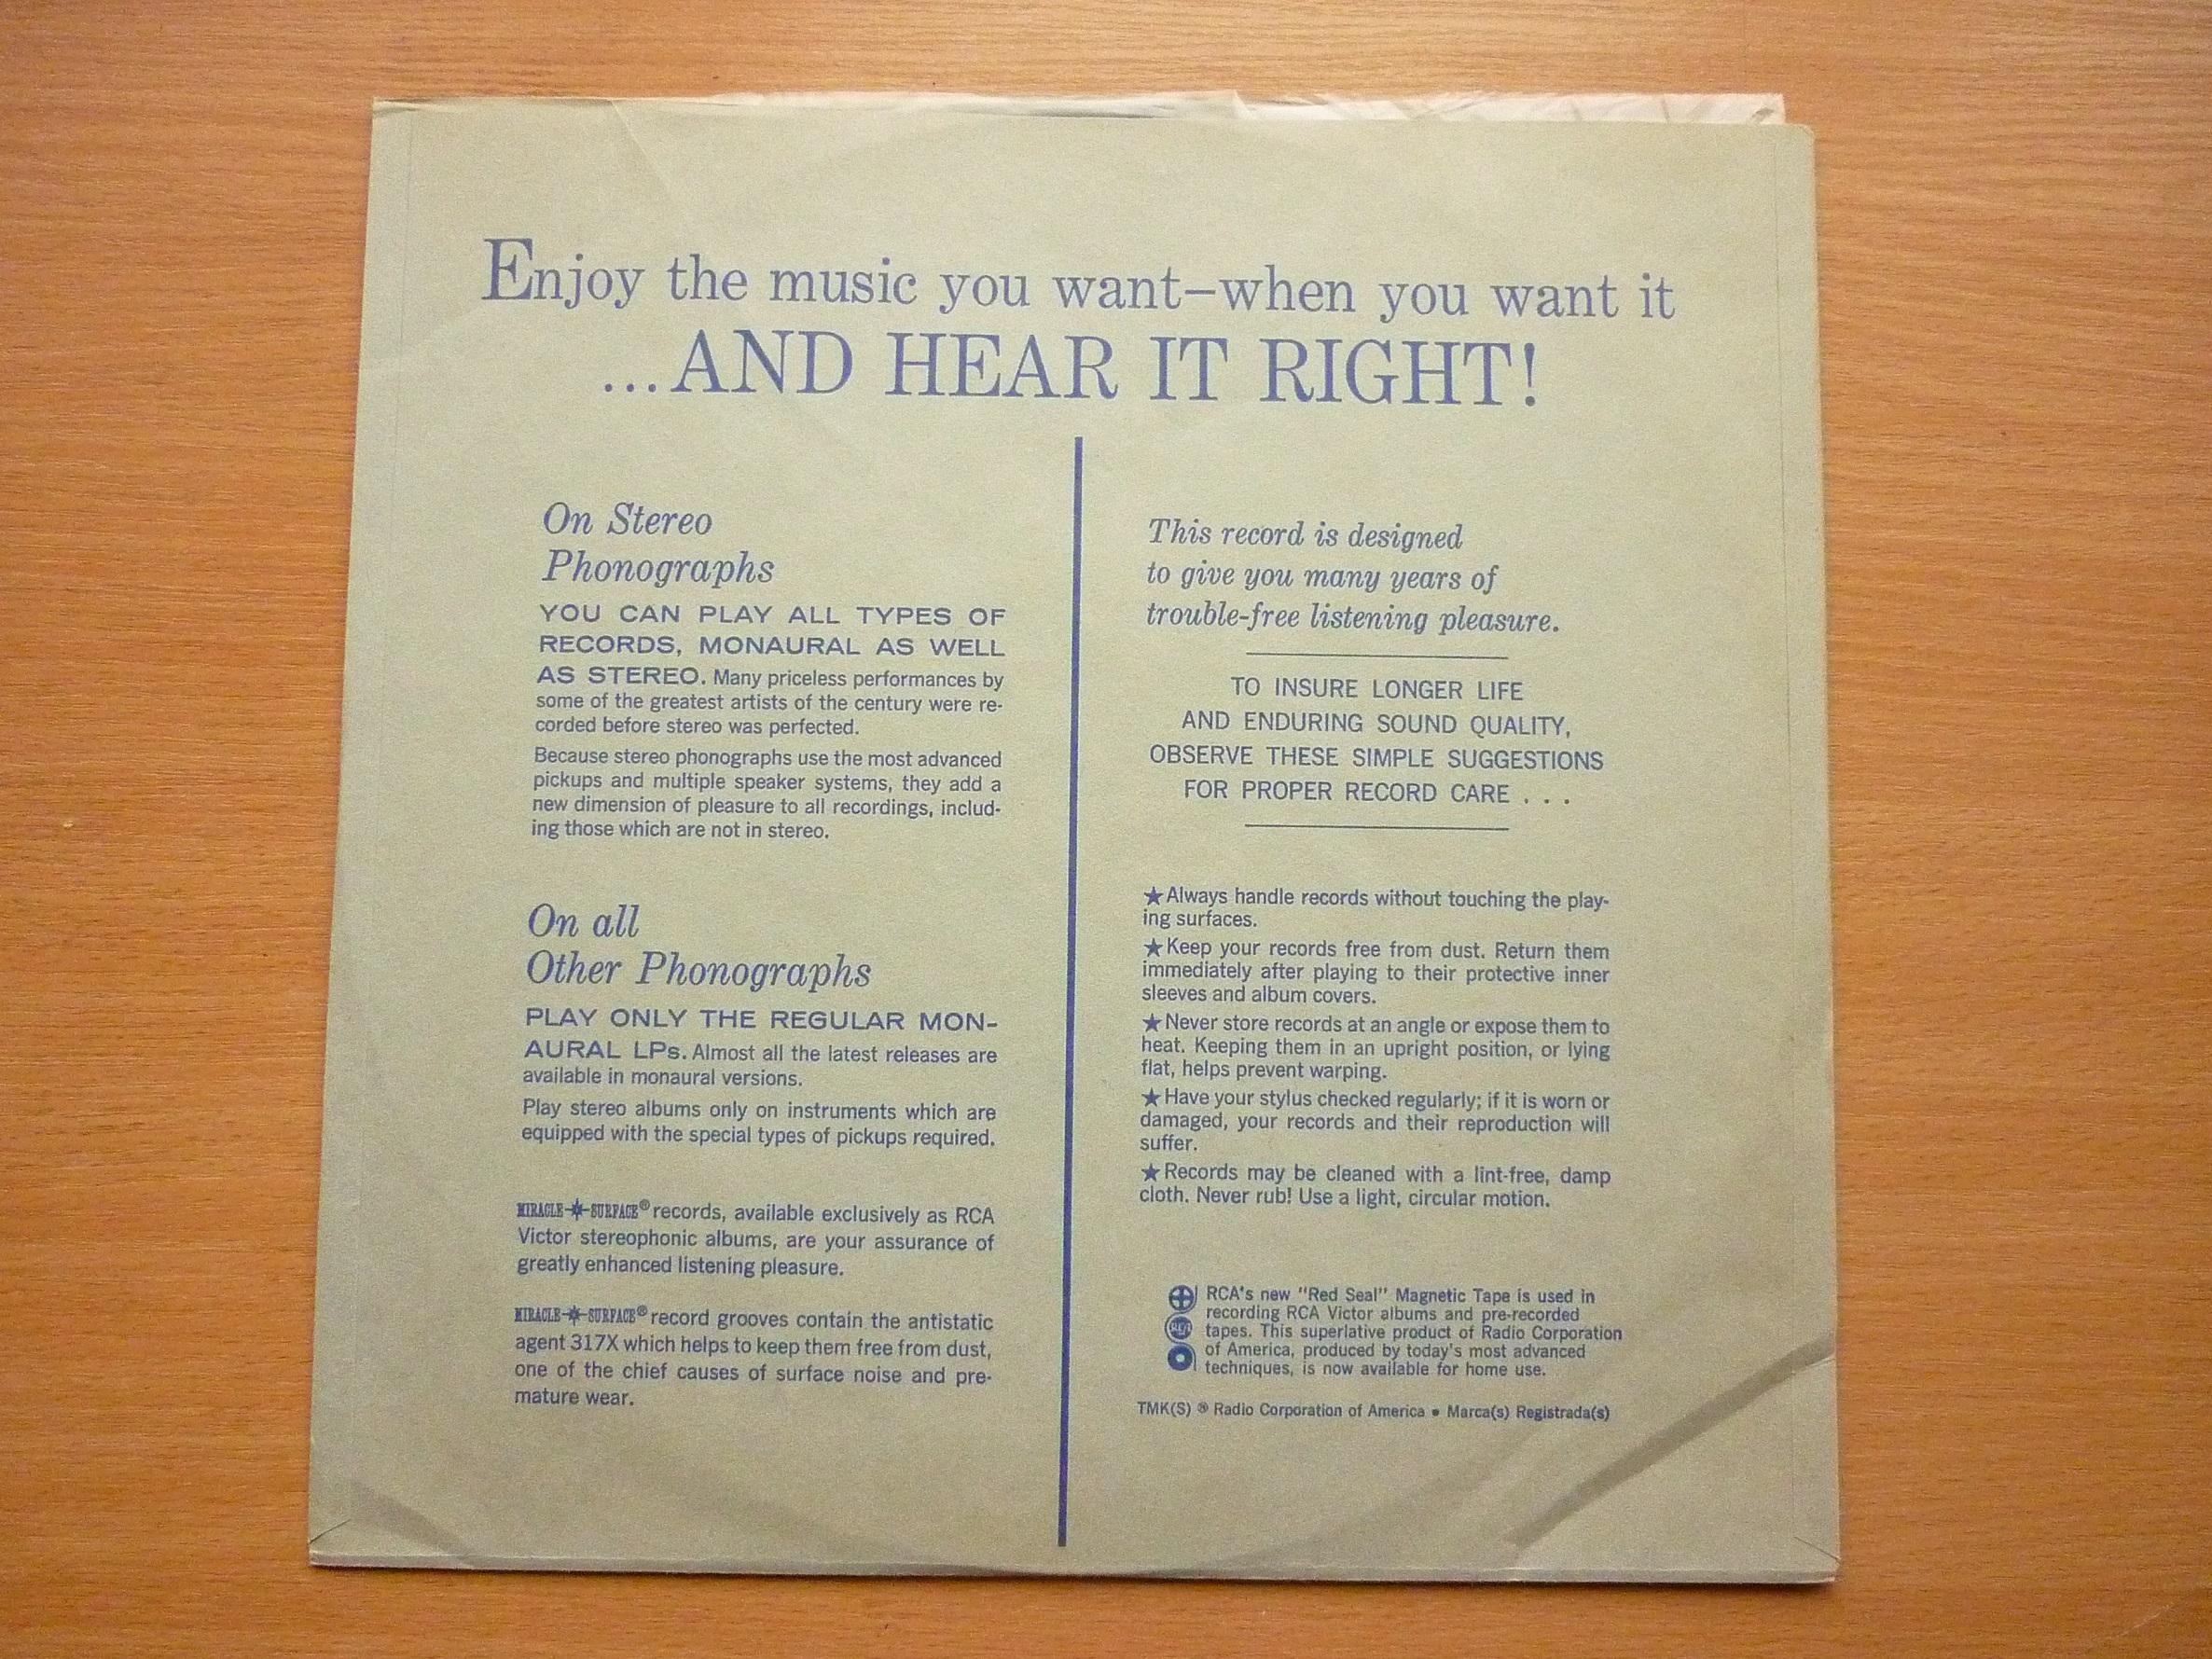 Enjoy the music you want–when you want it
...AND HEAR IT RIGHT!
On Stereo
Phonographs
YOU CAN PLAY ALL TYPES OF
RECORDS, MONAURAL AS WELL
AS STEREO. Many priceless performances by
some of the greatest artists of the century were re-
corded before stereo was perfected.
Because stereo phonographs use the most advanced
pickups and multiple speaker systems, they add a
new dimension of pleasure to all recordings, includ-
ing those which are not in stereo.
On all
Other Phonographs
PLAY ONLY THE REGULAR MON-
AURAL LPs. Almost all the latest releases are
available in monaural versions.
Play stereo albums only on instruments which are
equipped with the special types of pickups required.
MIRACLE-SURFACE® records, available exclusively as RCA
Victor stereophonic albums, are your assurance of
greatly enhanced listening pleasure.
MIRACLE-SURFACE® record grooves contain the antistatic
agent 317X which helps to keep them free from dust,
one of the chief causes of surface noise and pre-
mature wear.
This record is designed
to give you many years of
trouble-free listening pleasure.
TO INSURE LONGER LIFE
AND ENDURING SOUND QUALITY,
OBSERVE THESE SIMPLE SUGGESTIONS
FOR PROPER RECORD CARE . . .
★Always handle records without touching the play-
ing surfaces.
★Keep your records free from dust. Return them
immediately after playing to their protective inner
sleeves and album covers.
★Never store records at an angle or expose them to
heat. Keeping them in an upright position, or lying
flat, helps prevent warping.
★Have your stylus checked regularly; if it is worn or
damaged, your records and their reproduction will
suffer.
★Records may be cleaned with a lint-free, damp
cloth. Never rub! Use a light, circular motion.
RCA
RCA's new "Red Seal" Magnetic Tape is used in
recording RCA Victor albums and pre-recorded
tapes. This superlative product of Radio Corporation
of America, produced by today's most advanced
techniques, is now available for home use.
TMK(S) ® Radio Corporation of America • Marca(s) Registrada(s)